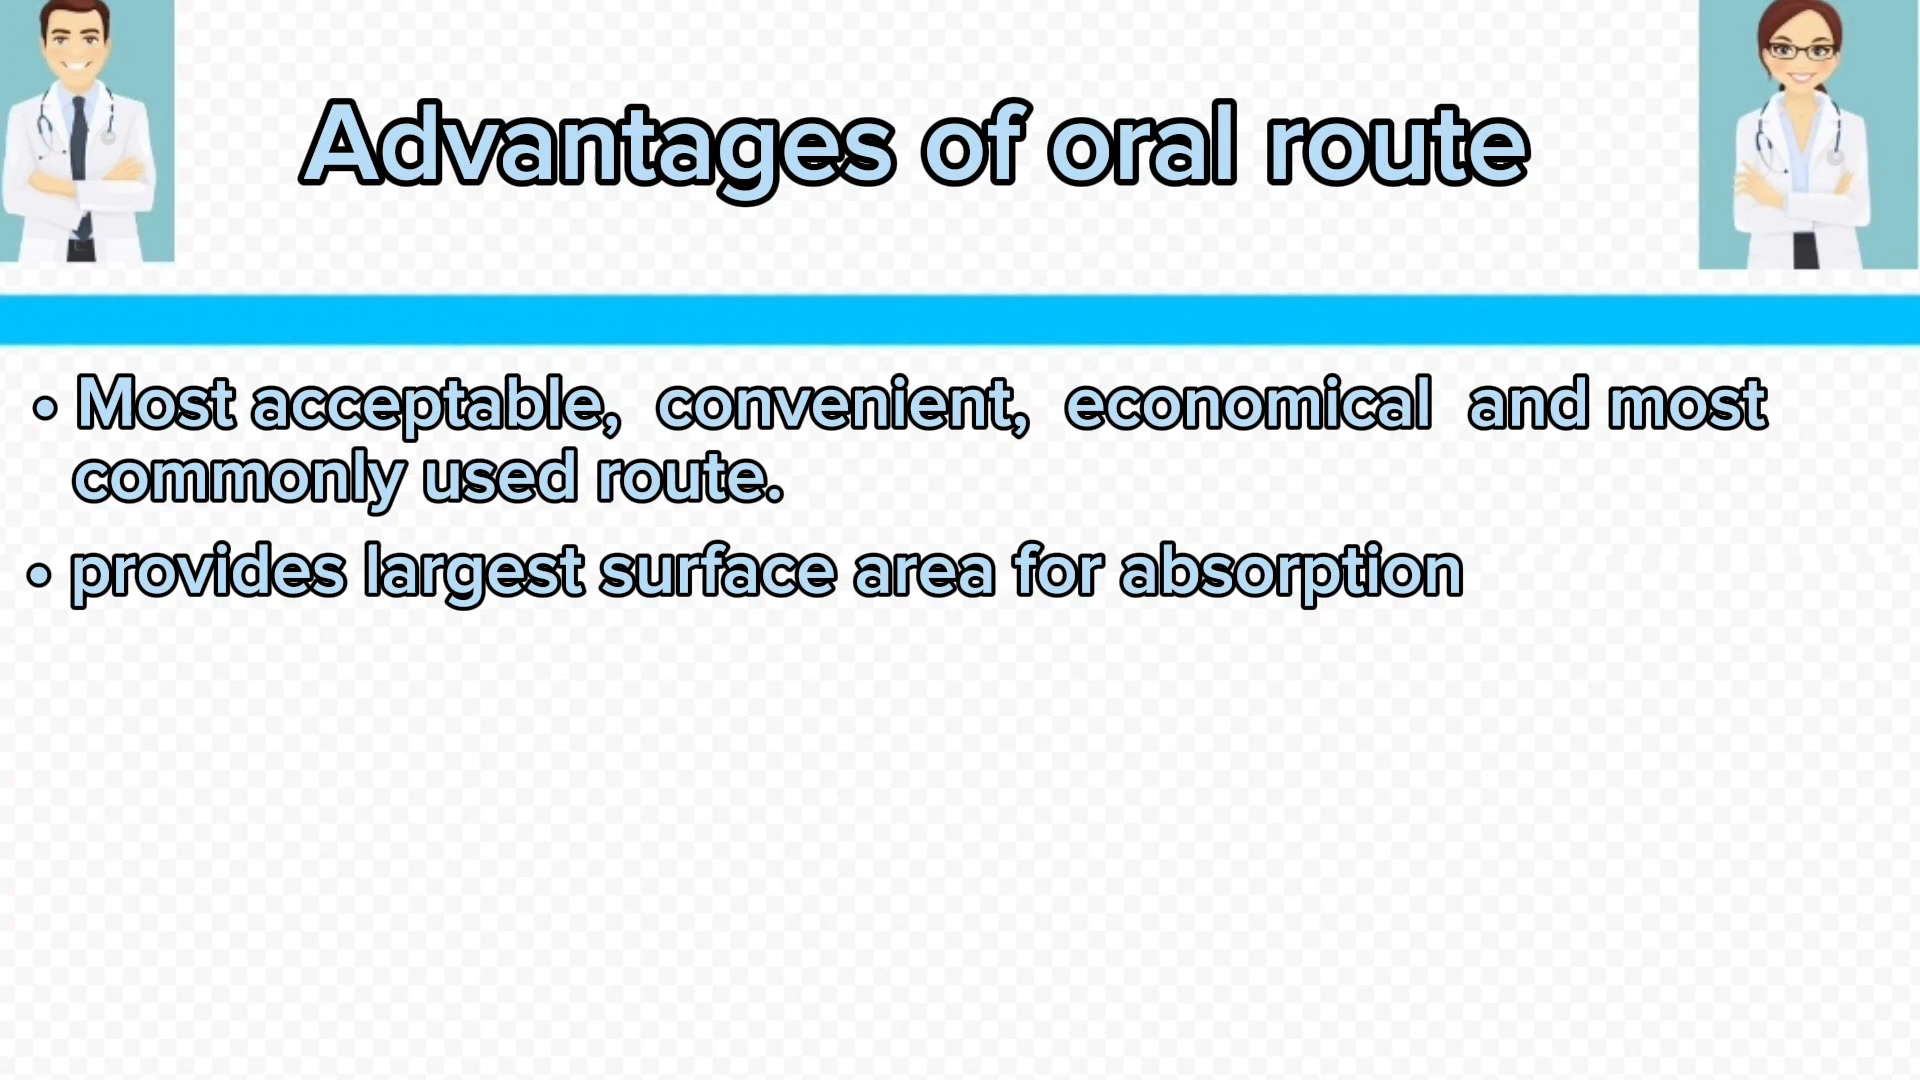 Advantages of oral route
• Most acceptable, convenient, economical and most
commonly used route.
• provides largest surface area for absorption